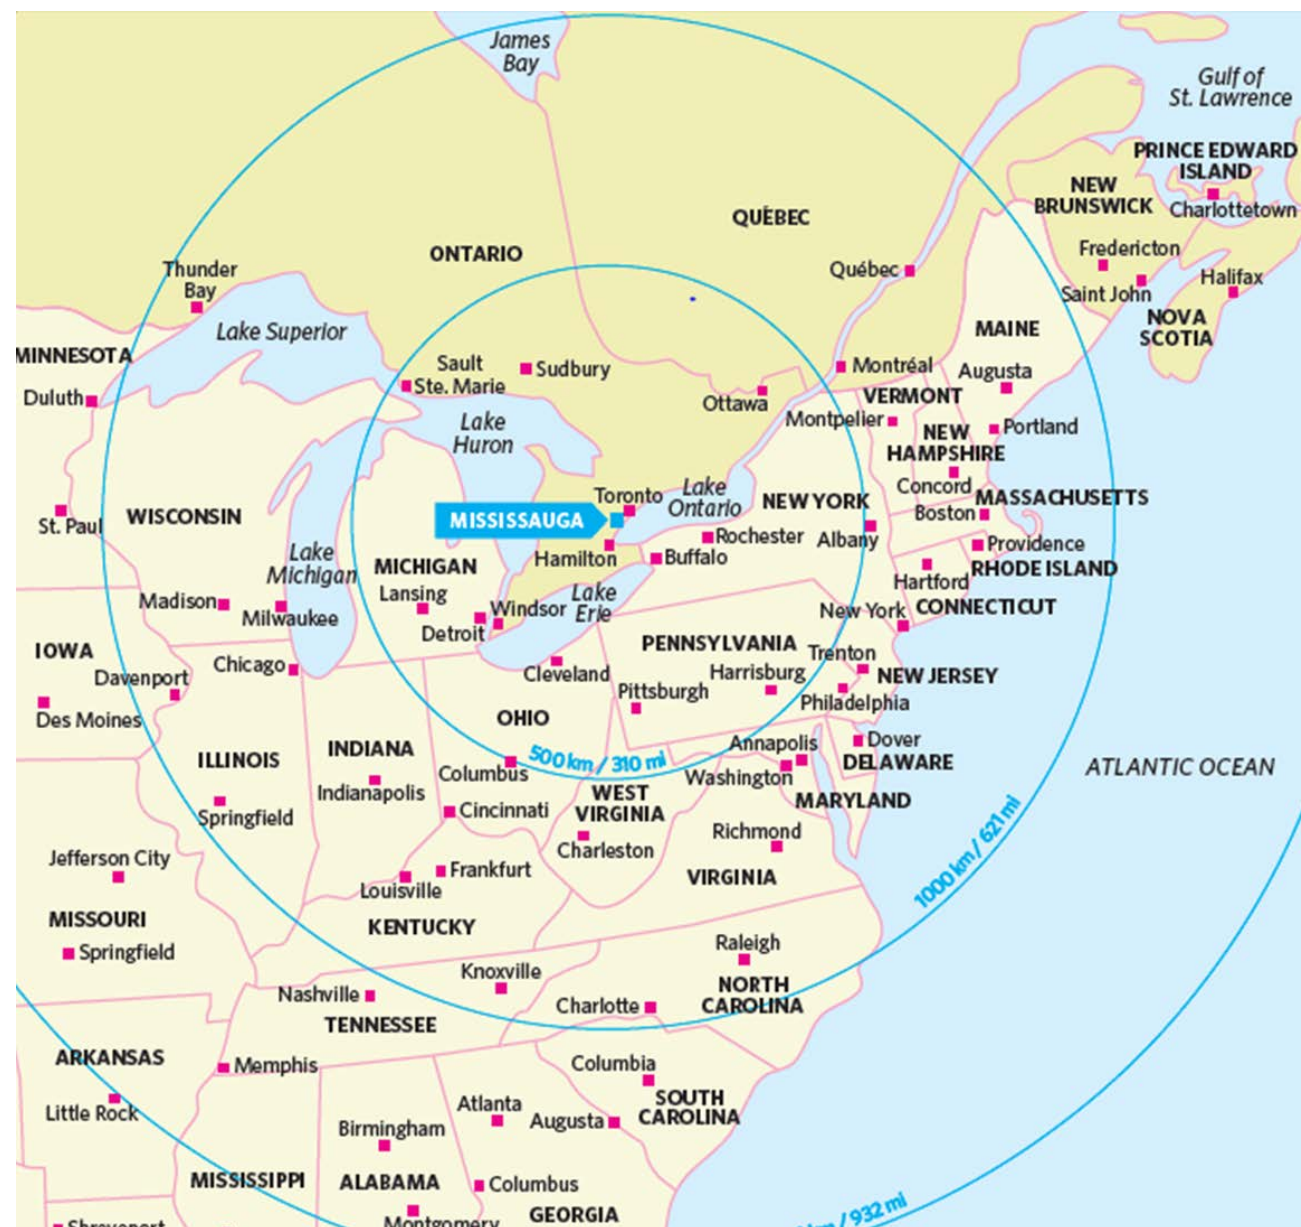 James
Bay
Gulf of
St. Lawrence
PRINCE EDWARD
ISLAND
Charlottetown
NEW
BRUNSWICK
QUÉBEC
ONTARIO
Fredericton
Saint John
Halifax
NOVA
SCOTIA
Thunder
Bay
Québec
Lake Superior
MAINE
MINNESOTA
Sault
Ste. Marie
Sudbury
Montréal
Augusta
Duluth
Ottawa
VERMONT
Montpelier
Portland
Lake
Huron
NEW
HAMPSHIRE
Concord
Toronto
Lake
Ontario
NEW YORK
MASSACHUSETTS
Boston
St. Paul
WISCONSIN
MISSISSAUGA
Rochester
Albany
Providence
RHODE ISLAND
Lake
Michigan
MICHIGAN
Hamilton
Buffalo
Hartford
Lansing
Lake
Erie
Madison
Milwaukee
Windsor
Detroit
New York
CONNECTICUT
IOWA
PENNSYLVANIA
Trenton
Chicago
Cleveland
Harrisburg
NEW JERSEY
Davenport
Pittsburgh
Philadelphia
Des Moines
OHIO
Annapolis
Dover
ILLINOIS
INDIANA
500 km / 310 mi
Columbus
Washington
DELAWARE
ATLANTIC OCEAN
Indianapolis
WEST
VIRGINIA
MARYLAND
Springfield
Cincinnati
Richmond
1000 km / 621 mi
Jefferson City
Charleston
Frankfurt
Louisville
VIRGINIA
MISSOURI
KENTUCKY
Springfield
Raleigh
Knoxville
Nashville
NORTH
CAROLINA
Charlotte
TENNESSEE
ARKANSAS
Memphis
Columbia
Little Rock
SOUTH
CAROLINA
Atlanta
Augusta
Birmingham
MISSISSIPPI
ALABAMA
Columbus
GEORGIA
Montgomery
Shreveport
km / 932 mi